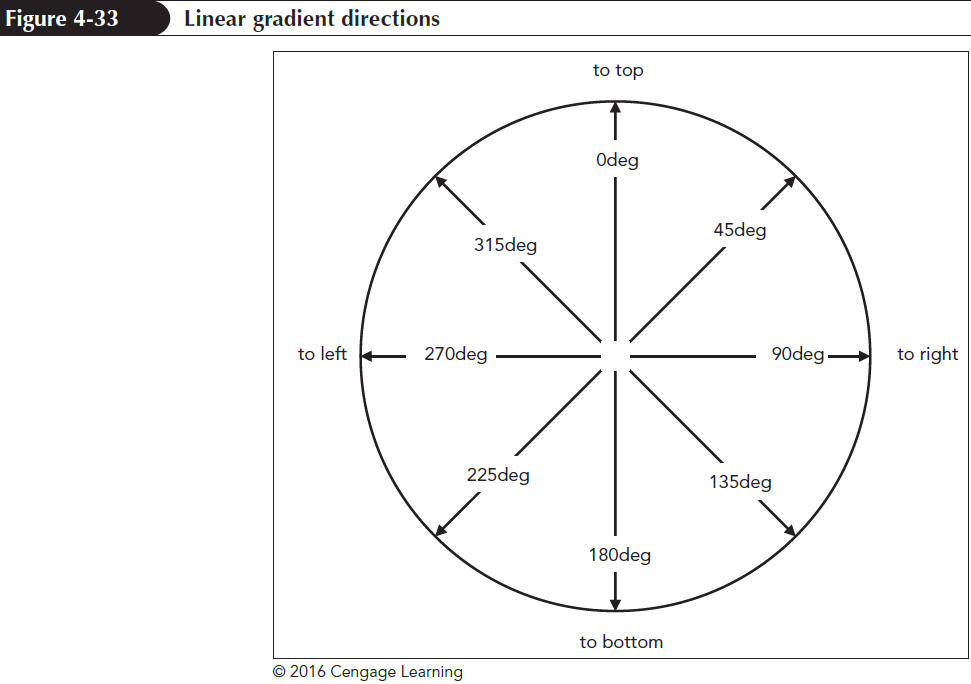 Figure 4-33 Linear gradient directions
to top
0deg
45deg
315deg
to left 270deg 90deg to right
225deg
135deg
180deg
to bottom
© 2016 Cengage Learning